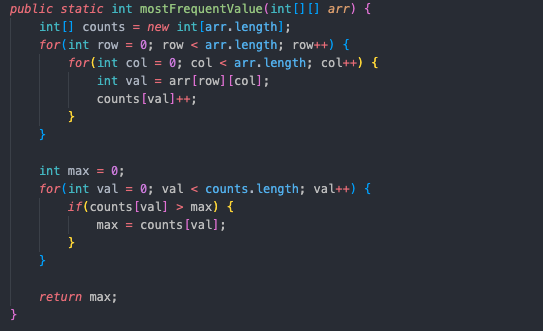 public static int mostFrequentValue(int[][] arr) {
    int[] counts = new int[arr.length];
    for(int row = 0; row < arr.length; row++) {
        for(int col = 0; col < arr.length; col++) {
            int val = arr[row][col];
            counts[val]++;
        }
    }

    int max = 0;
    for(int val = 0; val < counts.length; val++) {
        if(counts[val] > max) {
            max = counts[val];
        }
    }

    return max;
}